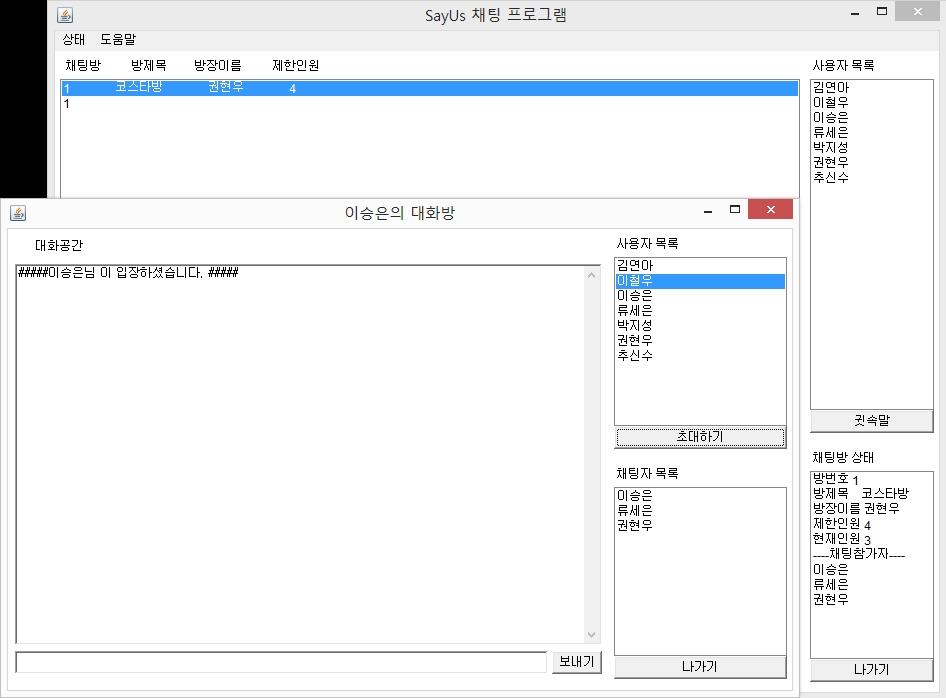 SayUs 채팅 프로그램
상태 도움말
채팅방 방제목 방장이름 제한인원
1 코스타방 권현우 4
1
사용자 목록
김연아
이철우
이승은
류세은
박지성
권현우
추신수
귓속말
채팅방 상태
방번호 1
방제목 코스타방
방장이름 권현우
제한인원 4
현재인원 3
----채팅참가자----
이승은
류세은
권현우
나가기
이승은의 대화방
대화공간
#####이승은님 이 입장하셨습니다. #####
보내기
사용자 목록
김연아
이철우
이승은
류세은
박지성
권현우
추신수
초대하기
채팅자 목록
이승은
류세은
권현우
나가기